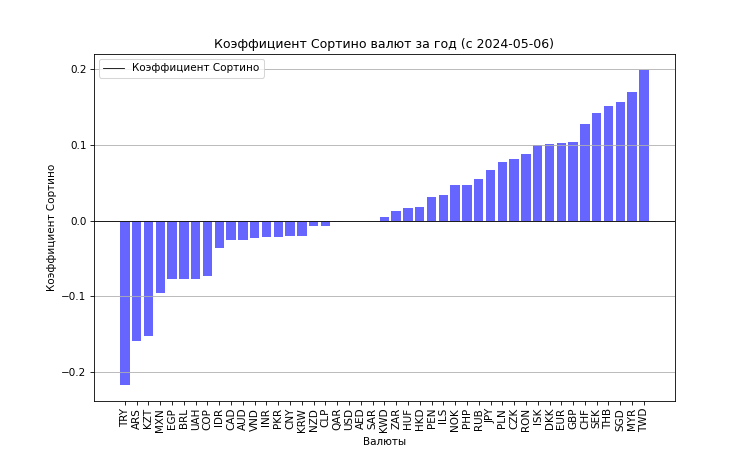 Коэффициент Сортино валют за год (с 2024-05-06)
Коэффициент Сортино
Коэффициент Сортино
0.2
0.1
0.0
−0.1
−0.2
TRY
ARS
KZT
MXN
EGP
BRL
UAH
COP
IDR
CAD
AUD
VND
INR
PKR
CNY
KRW
NZD
CLP
QAR
USD
AED
SAR
KWD
ZAR
HUF
HKD
PEN
ILS
NOK
PHP
RUB
JPY
PLN
CZK
RON
ISK
DKK
EUR
GBP
CHF
SEK
THB
SGD
MYR
TWD
Валюты